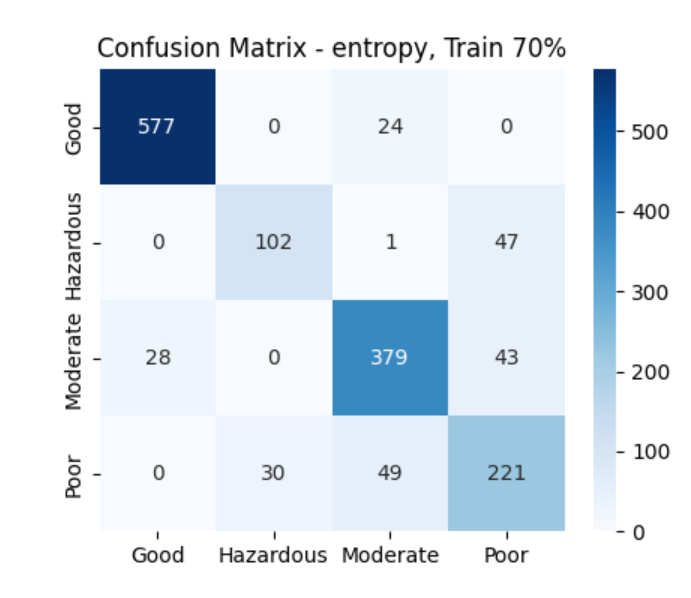 Confusion Matrix - entropy, Train 70%
Good 577 0 24 0
Hazardous 0 102 1 47
Moderate 28 0 379 43
Poor 0 30 49 221
Good Hazardous Moderate Poor
500
400
300
200
100
0